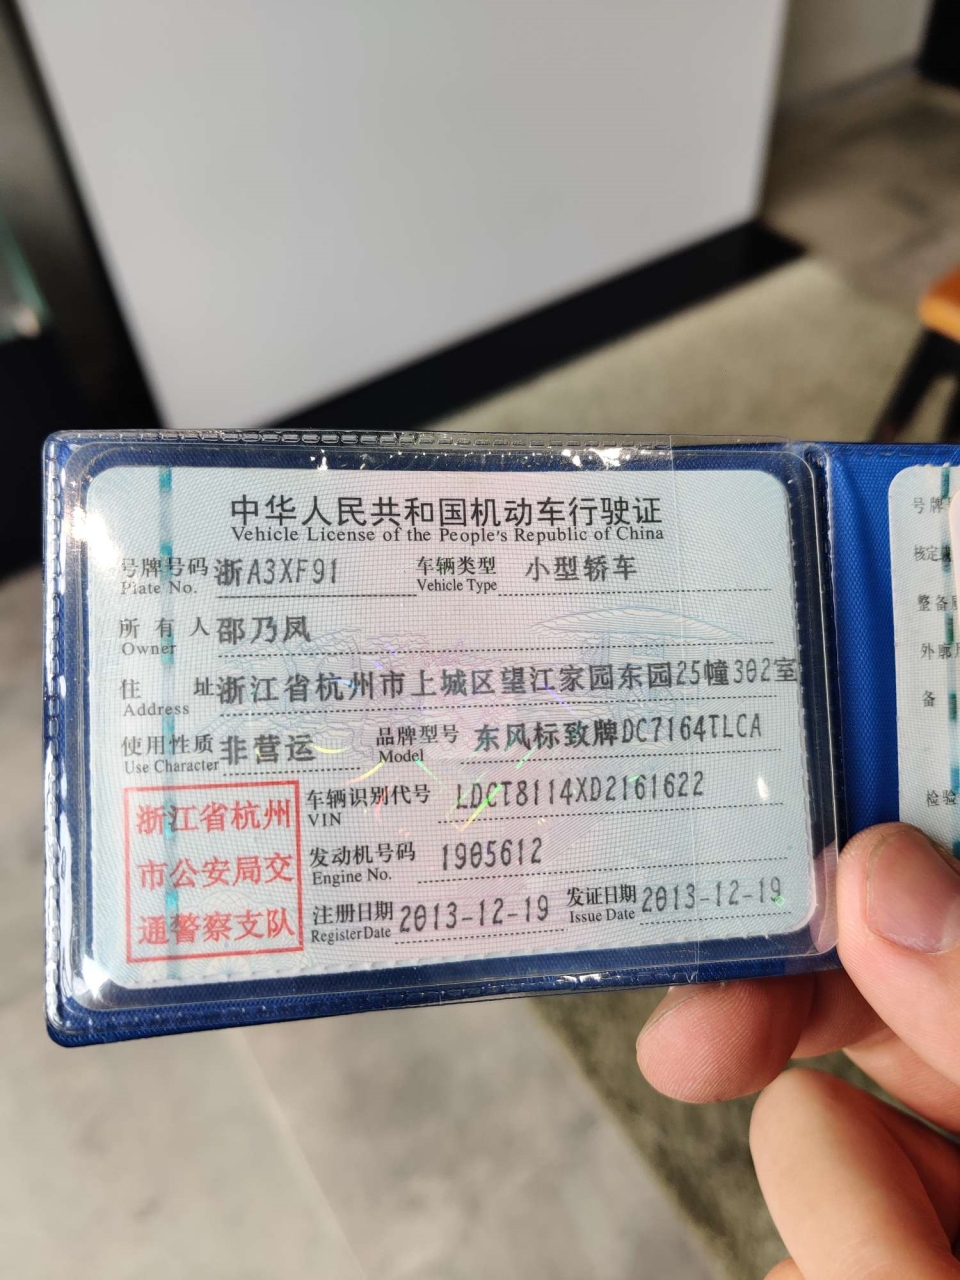 中华人民共和国机动车行驶证
Vehicle License of the People's Republic of China
号牌号码 浙A3XF91 车辆类型 小型轿车
Plate No. Vehicle Type
所有人 邵乃凤
Owner
住 址 浙江省杭州市上城区望江家园东园25幢302室
Address
使用性质 非营运 品牌型号 东风标致牌DC7164TLCA
Use Character Model
浙江省杭州
市公安局交
通警察支队
车辆识别代号 LDCT8114XD2161622
VIN
发动机号码 1905612
Engine No.
注册日期 2013-12-19 发证日期 2013-12-19
Register Date Issue Date
号牌
核定
整备
外廓
备
检验